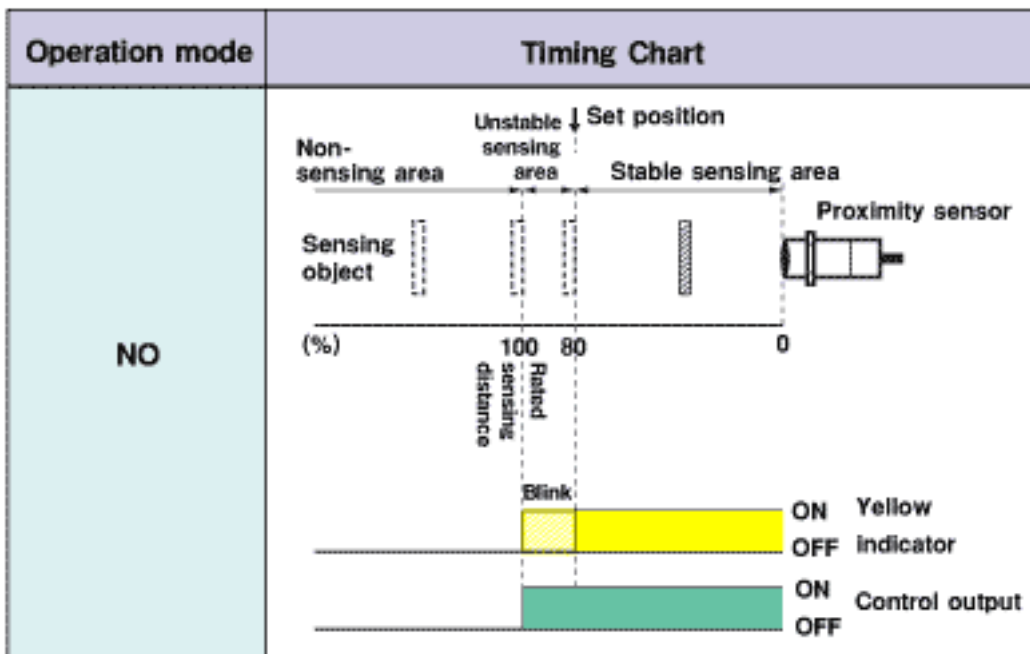 Operation mode
Timing Chart
NO
Non-
sensing area
Unstable
sensing
area
Set position
Stable sensing area
Proximity sensor
Sensing
object
(%)
100
80
0
Rated
sensing
distance
Blink
ON
OFF
Yellow
indicator
ON
OFF
Control output